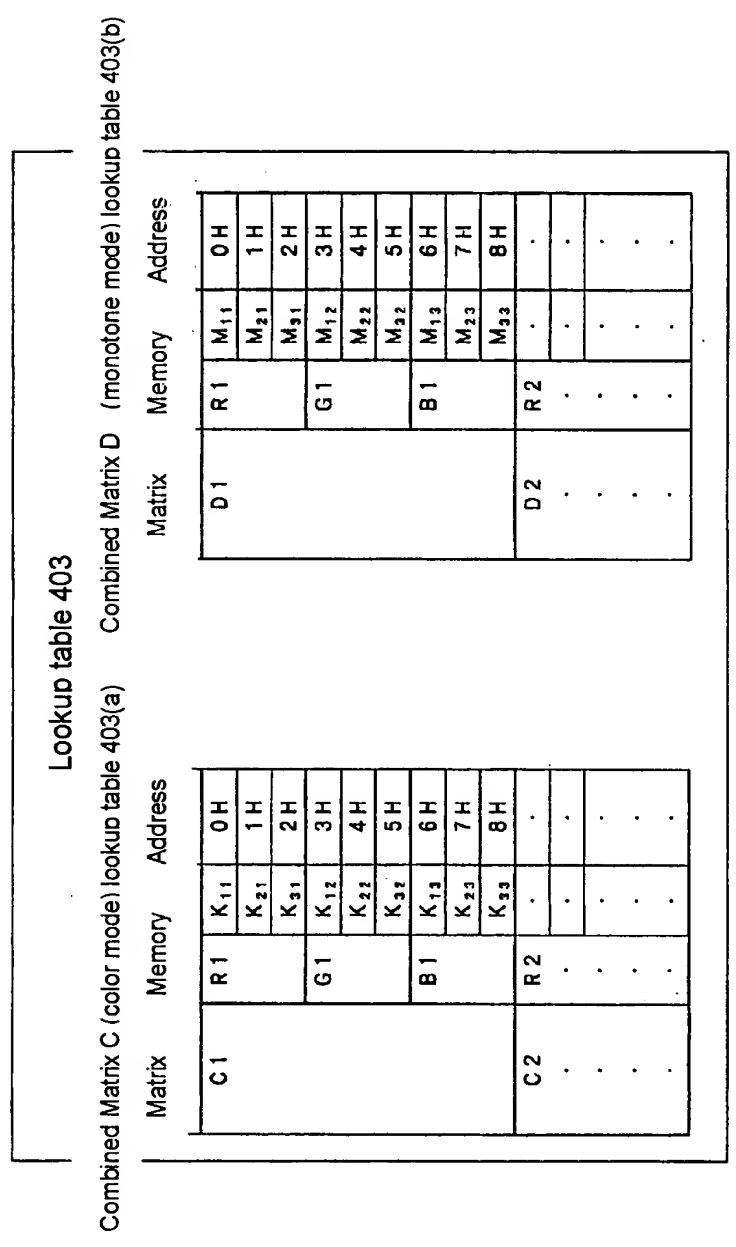 Lookup table 403
Combined Matrix C (color mode) lookup table 403(a)
Matrix Memory Address
C1 R1 K₁₁ 0H
K₂₁ 1H
K₃₁ 2H
G1 K₁₂ 3H
K₂₂ 4H
K₃₂ 5H
B1 K₁₃ 6H
K₂₃ 7H
K₃₃ 8H
C2 R2 . .
. . . .
. . . .
. . . .
. . . .
Combined Matrix D (monotone mode) lookup table 403(b)
Matrix Memory Address
D1 R1 M₁₁ 0H
M₂₁ 1H
M₃₁ 2H
G1 M₁₂ 3H
M₂₂ 4H
M₃₂ 5H
B1 M₁₃ 6H
M₂₃ 7H
M₃₃ 8H
D2 R2 . .
. . . .
. . . .
. . . .
. . . .